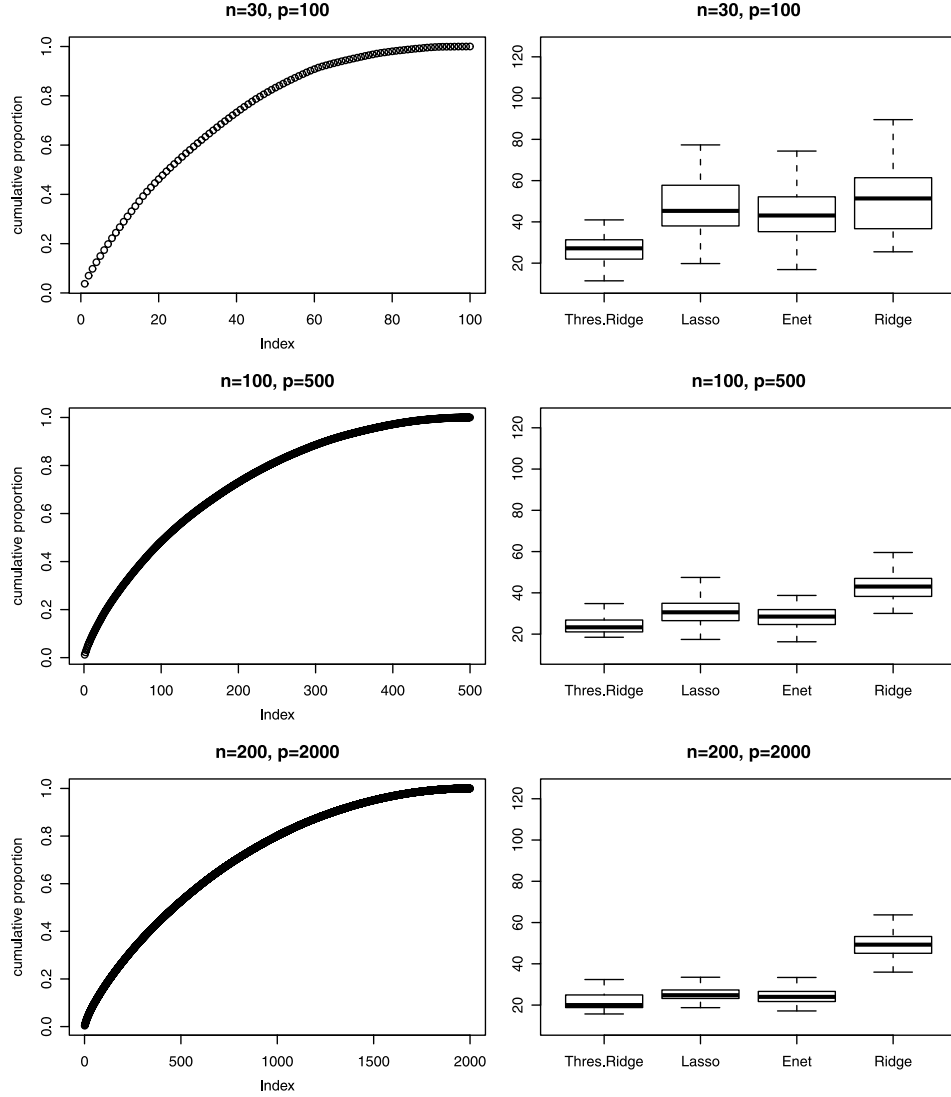 n=30, p=100
cumulative proportion
0.0 0.2 0.4 0.6 0.8 1.0
0 20 40 60 80 100
Index
n=30, p=100
20 40 60 80 100 120
Thres.Ridge Lasso Enet Ridge
n=100, p=500
cumulative proportion
0.0 0.2 0.4 0.6 0.8 1.0
0 100 200 300 400 500
Index
n=100, p=500
20 40 60 80 100 120
Thres.Ridge Lasso Enet Ridge
n=200, p=2000
cumulative proportion
0.0 0.2 0.4 0.6 0.8 1.0
0 500 1000 1500 2000
Index
n=200, p=2000
20 40 60 80 100 120
Thres.Ridge Lasso Enet Ridge